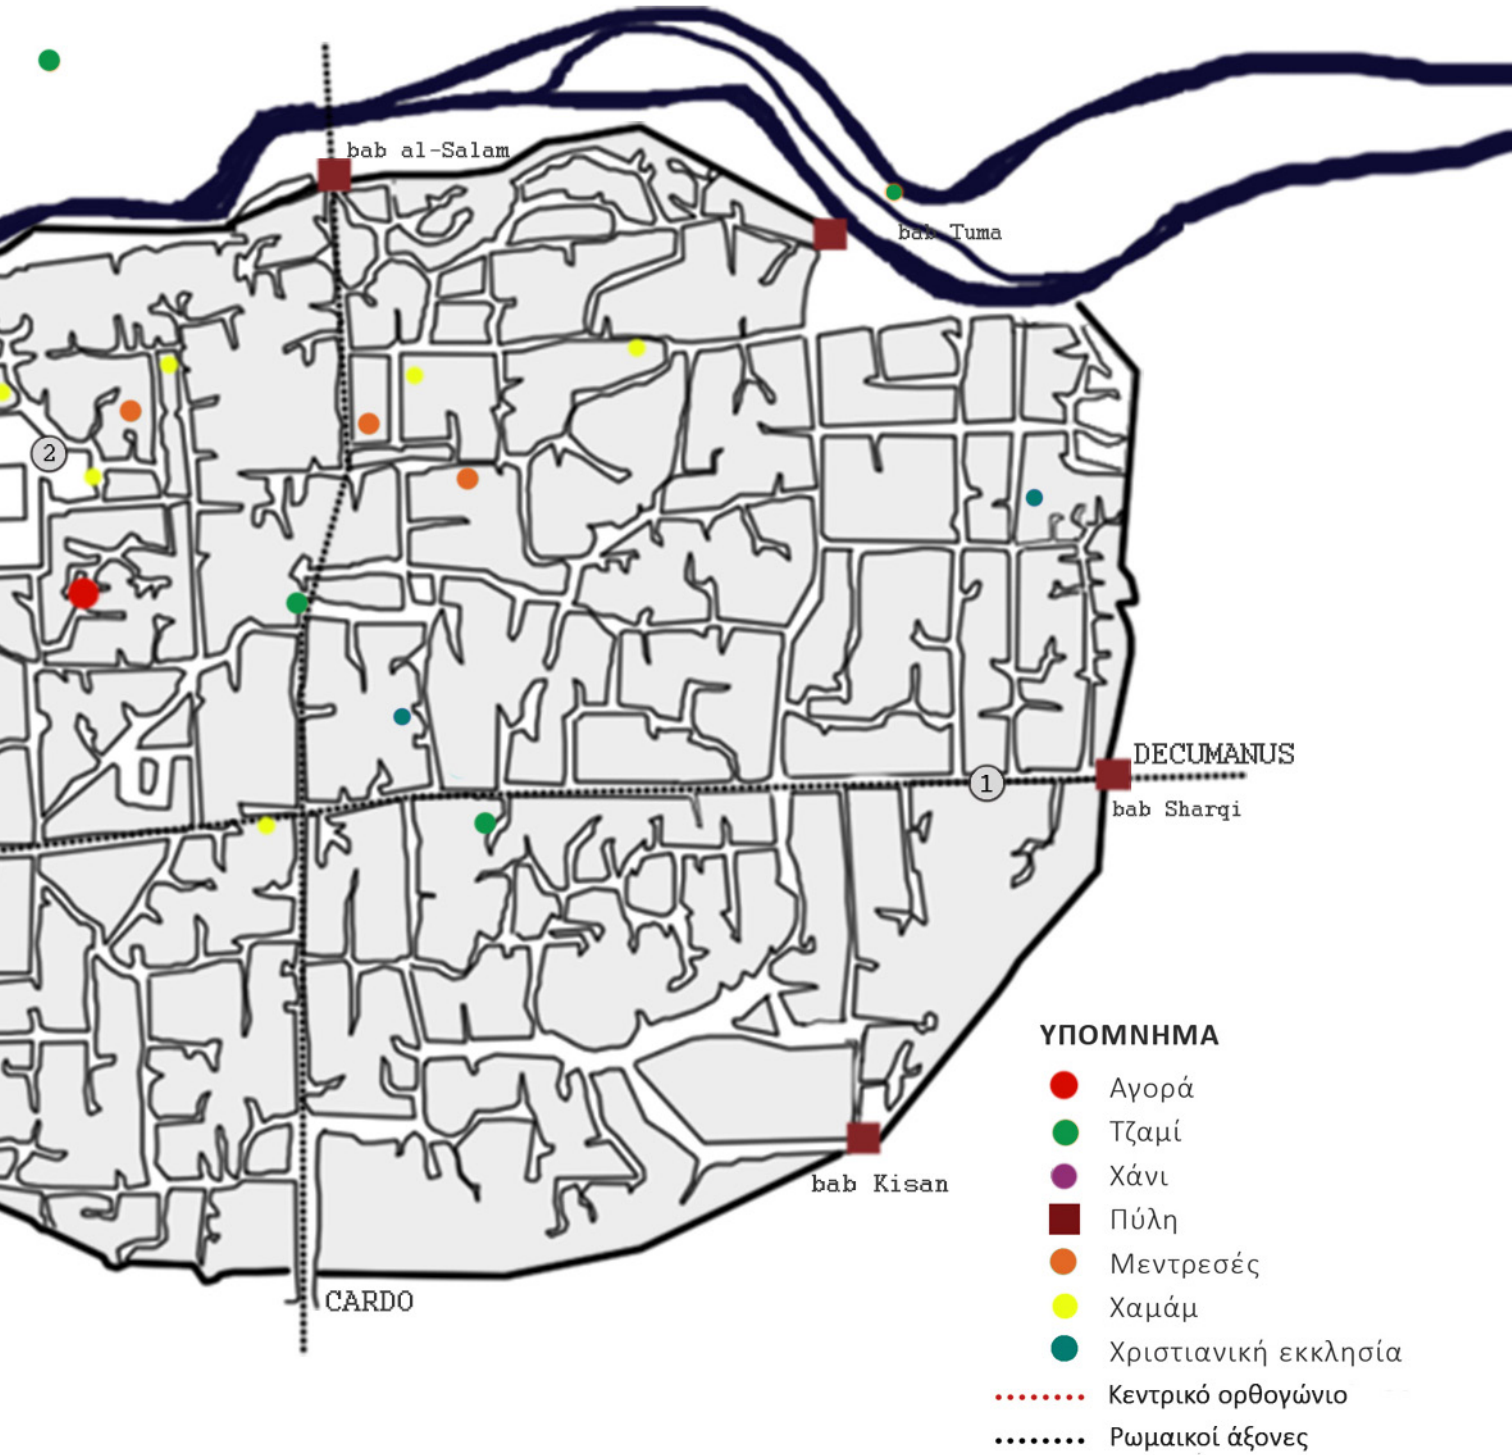 bab al-Salam
bab Tuma
2
DECUMANUS
1
bab Sharqi
bab Kisan
CARDO
ΥΠΟΜΝΗΜΑ
Αγορά
Τζαμί
Χάνι
Πύλη
Μεντρεσές
Χαμάμ
Χριστιανική εκκλησία
Κεντρικό ορθογώνιο
Ρωμαικοί άξονες